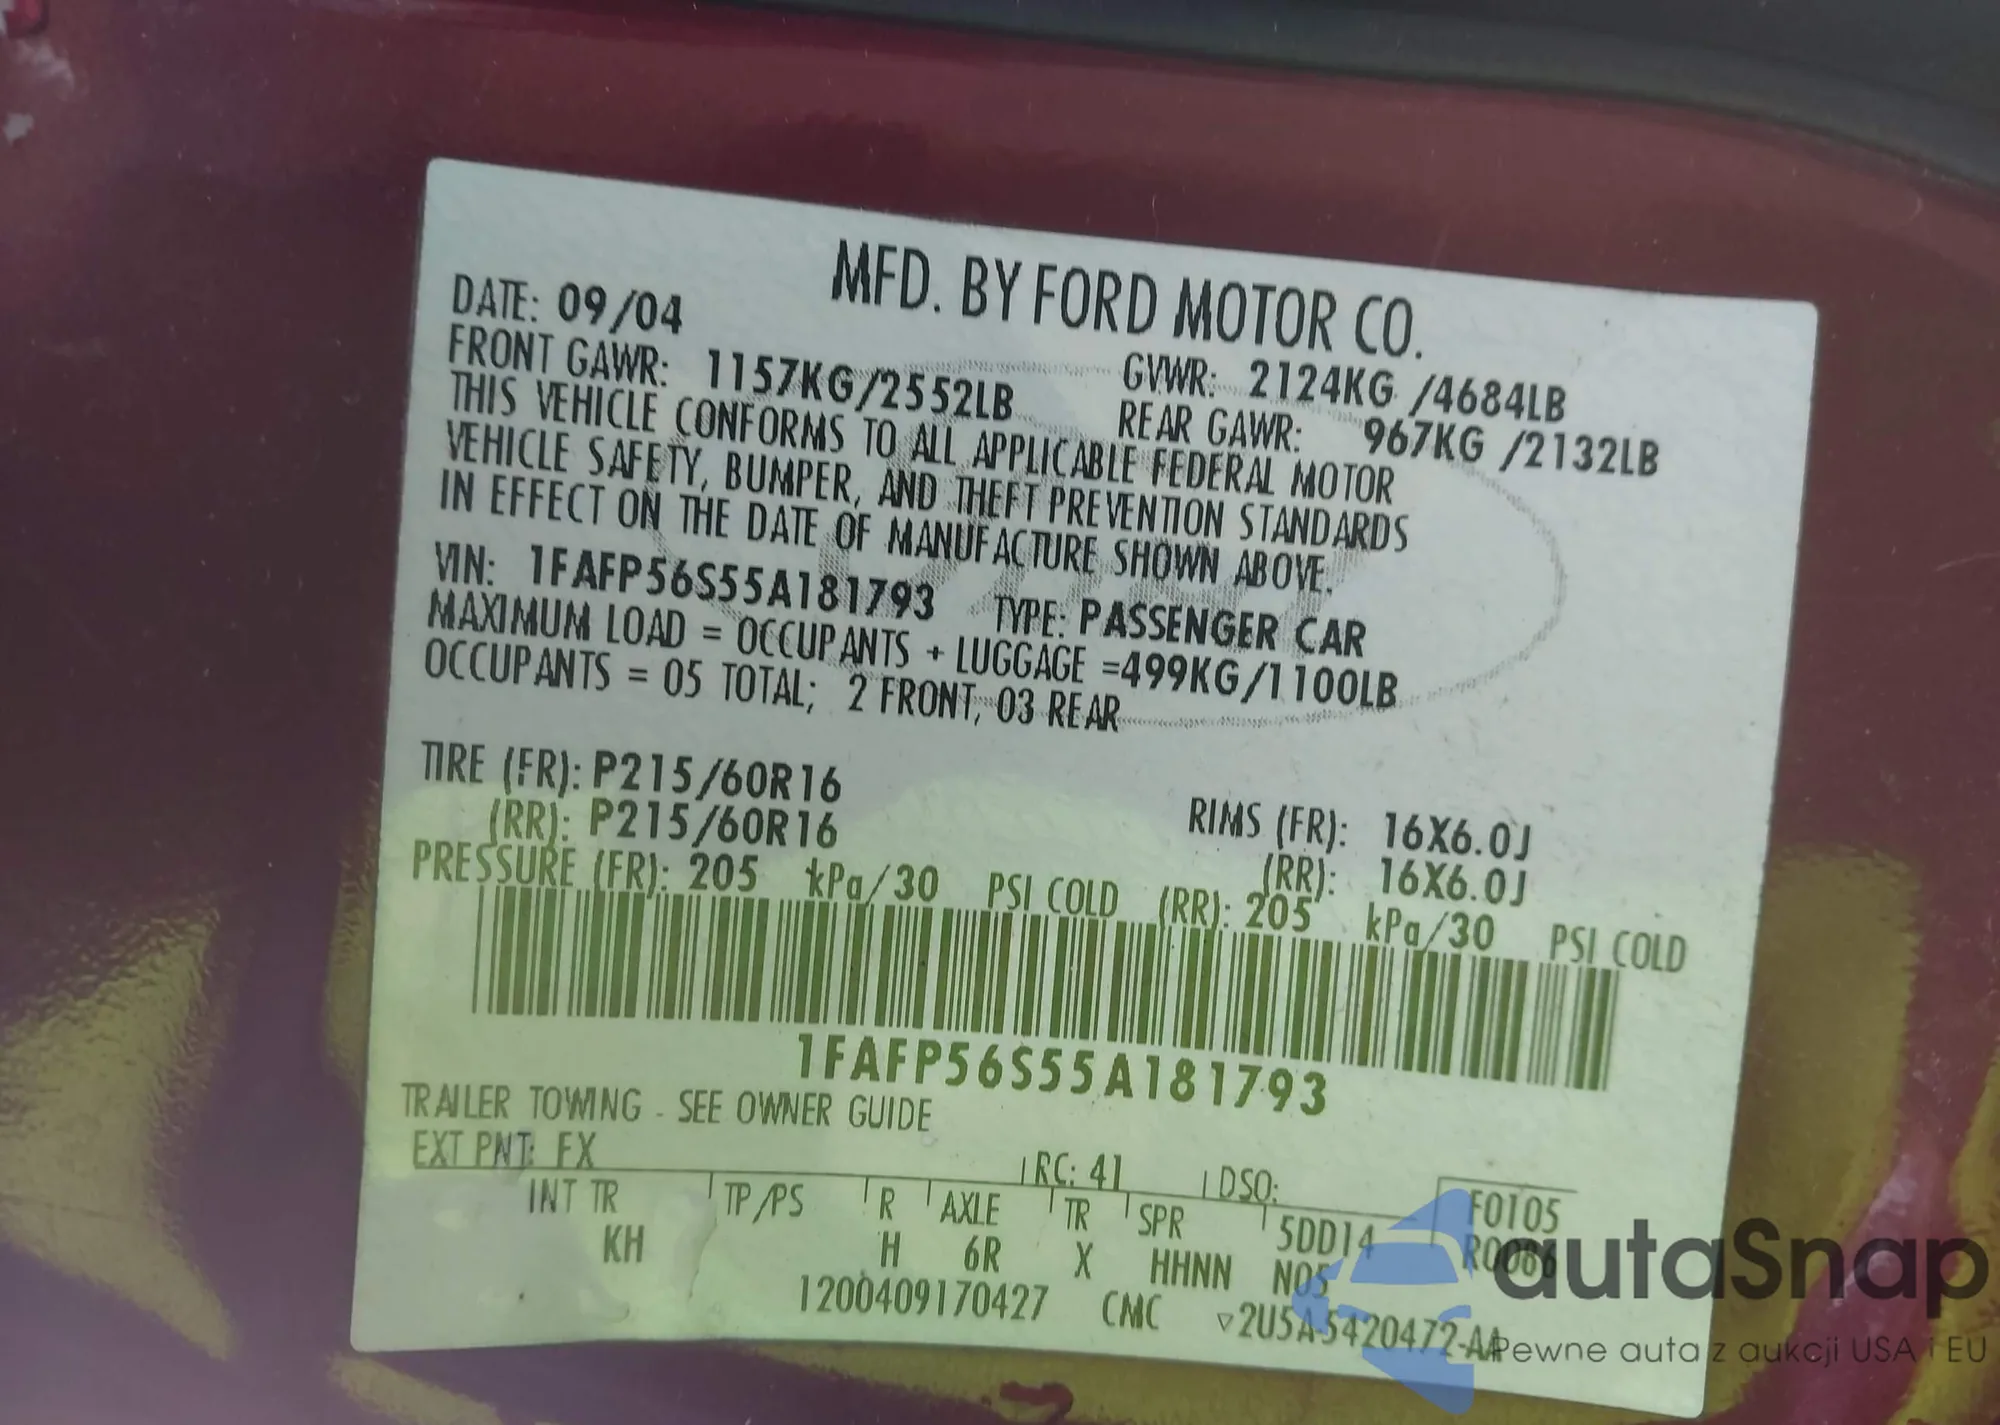 MFD. BY FORD MOTOR CO.
DATE: 09/04
GVWR: 2124KG /4684LB
FRONT GAWR: 1157KG/2552LB
REAR GAWR: 967KG /2132LB
THIS VEHICLE CONFORMS TO ALL APPLICABLE FEDERAL MOTOR
VEHICLE SAFETY, BUMPER, AND THEFT PREVENTION STANDARDS
IN EFFECT ON THE DATE OF MANUFACTURE SHOWN ABOVE.
VIN: 1FAFP56S55A181793 TYPE: PASSENGER CAR
MAXIMUM LOAD = OCCUPANTS + LUGGAGE =499KG/1100LB
OCCUPANTS = 05 TOTAL; 2 FRONT, 03 REAR
TIRE (FR): P215/60R16 RIMS (FR): 16X6.0J
(RR): P215/60R16 (RR): 16X6.0J
PRESSURE (FR): 205 kPa/30 PSI COLD (RR): 205 kPa/30 PSI COLD
1FAFP56S55A181793
TRAILER TOWING - SEE OWNER GUIDE
EXT PNT: FX RC: 41 DSO: F0105
INT TR TP/PS R AXLE TR SPR 5DD14 R0086
KH H 6R X HHNN N05
1200409170427 CMC ▽2U5A-5420472-AA
autaSnap
Pewne auta z aukcji USA i EU